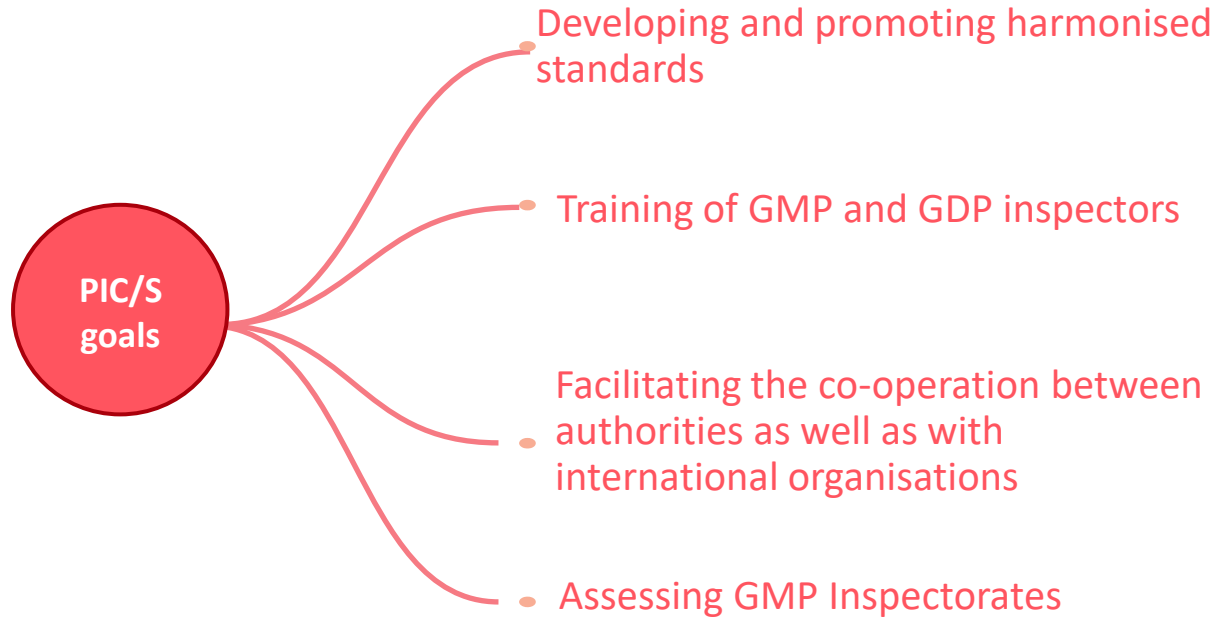 PIC/S
goals
Developing and promoting harmonised
standards
Training of GMP and GDP inspectors
Facilitating the co-operation between
authorities as well as with
international organisations
Assessing GMP Inspectorates